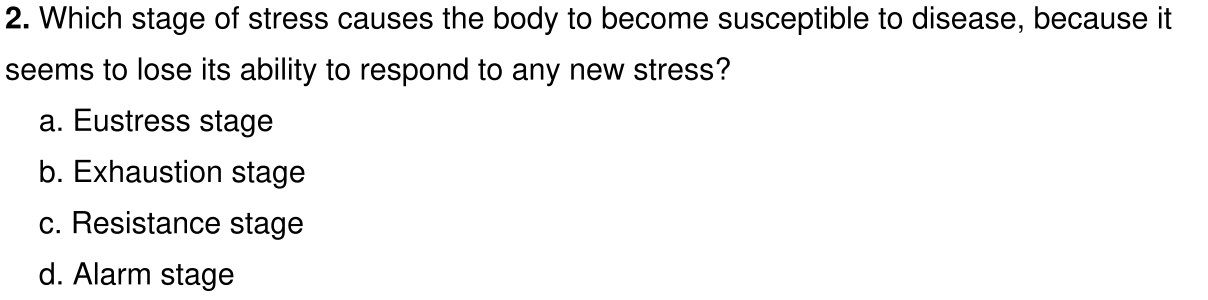 2. Which stage of stress causes the body to become susceptible to disease, because it
seems to lose its ability to respond to any new stress?
a. Eustress stage
b. Exhaustion stage
c. Resistance stage
d. Alarm stage